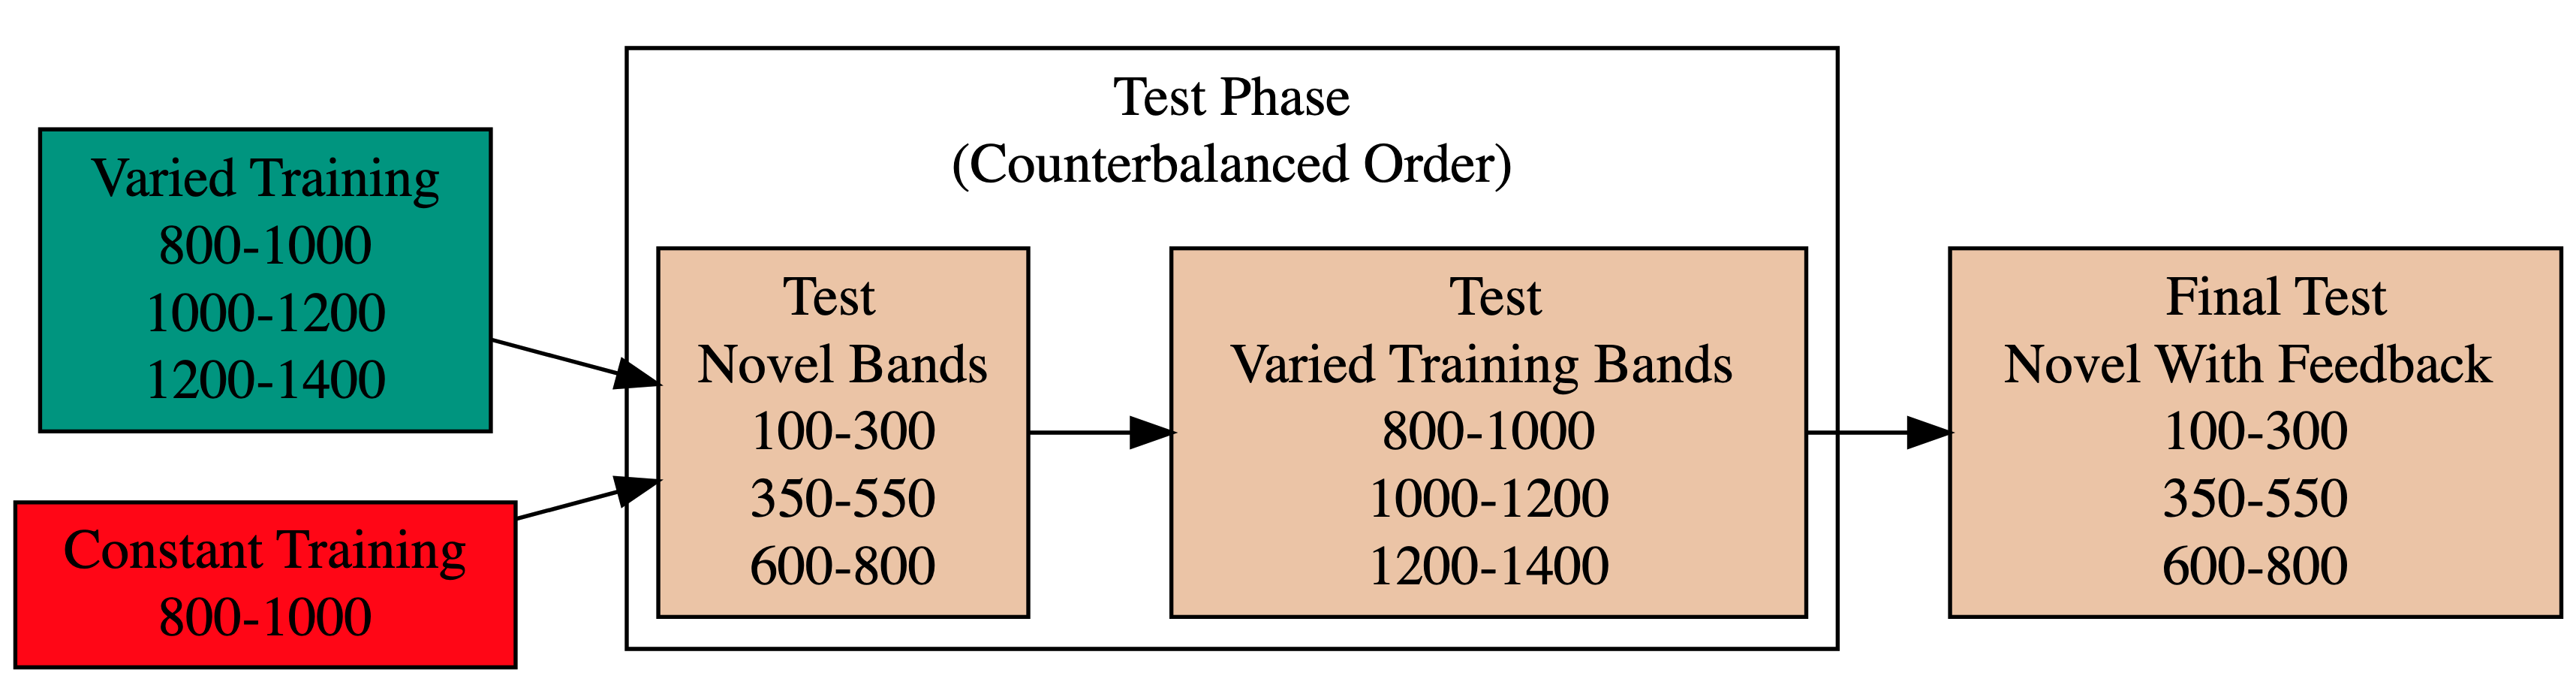 Varied Training
800-1000
1000-1200
1200-1400
Constant Training
800-1000
Test Phase
(Counterbalanced Order)
Test
Novel Bands
100-300
350-550
600-800
Test
Varied Training Bands
800-1000
1000-1200
1200-1400
Final Test
Novel With Feedback
100-300
350-550
600-800